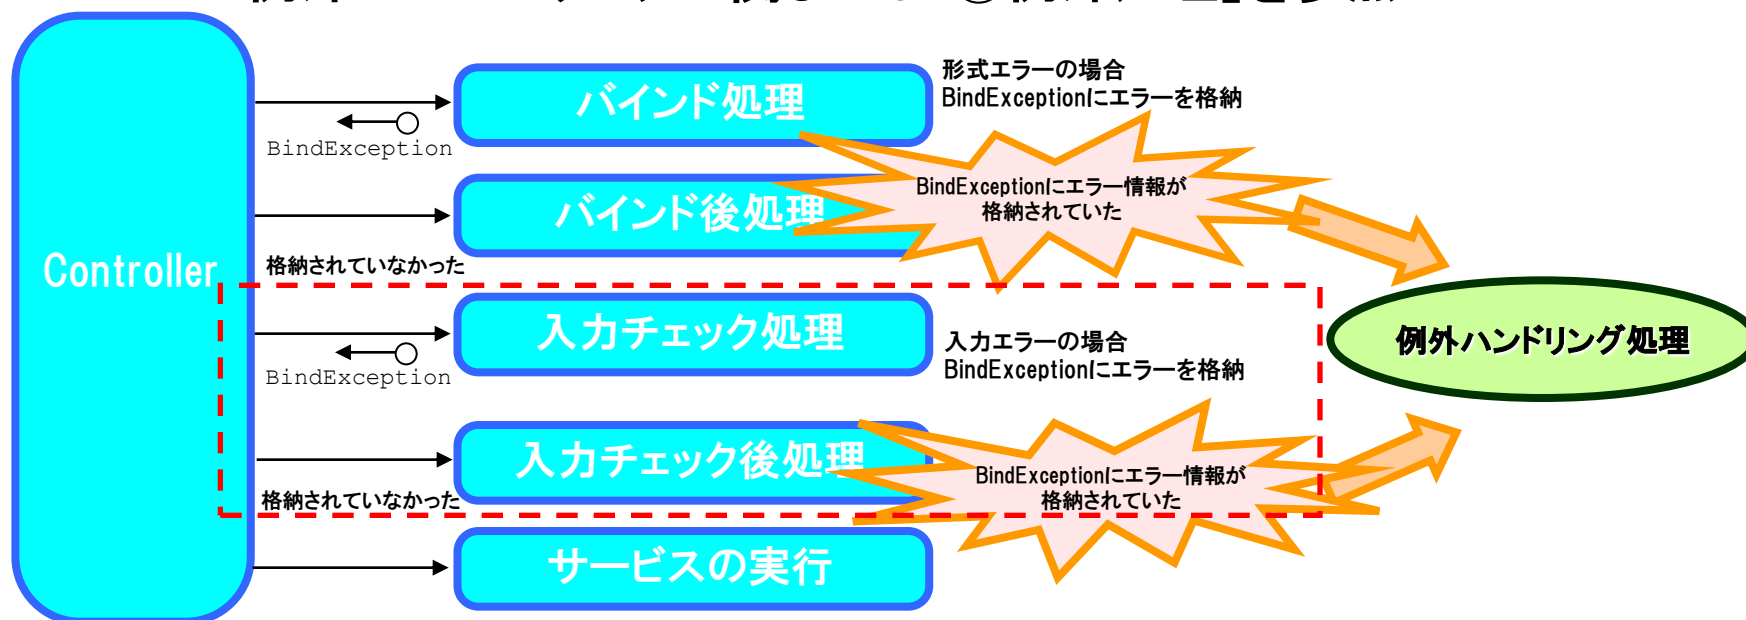 Controller
バインド処理
形式エラーの場合
BindExceptionにエラーを格納
BindException
バインド後処理
BindExceptionにエラー情報が
格納されていた
格納されていなかった
入力チェック処理
入力エラーの場合
BindExceptionにエラーを格納
BindException
例外ハンドリング処理
入力チェック後処理
BindExceptionにエラー情報が
格納されていた
格納されていなかった
サービスの実行